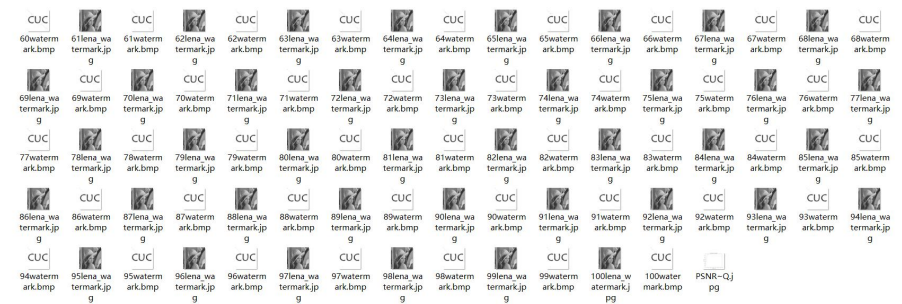 CUC CUC CUC CUC CUC CUC CUC CUC CUC
60waterm 61lena_wa 61waterm 62lena_wa 62waterm 63lena_wa 63waterm 64lena_wa 64waterm 65lena_wa 65waterm 66lena_wa 66waterm 67lena_wa 67waterm 68lena_wa 68waterm
ark.bmp termark.jp ark.bmp termark.jp ark.bmp termark.jp ark.bmp termark.jp ark.bmp termark.jp ark.bmp termark.jp ark.bmp termark.jp ark.bmp termark.jp ark.bmp
g g g g g g g g
CUC CUC CUC CUC CUC CUC CUC CUC
69lena_wa 69waterm 70lena_wa 70waterm 71lena_wa 71waterm 72lena_wa 72waterm 73lena_wa 73waterm 74lena_wa 74waterm 75lena_wa 75waterm 76lena_wa 76waterm 77lena_wa
termark.jp ark.bmp termark.jp ark.bmp termark.jp ark.bmp termark.jp ark.bmp termark.jp ark.bmp termark.jp ark.bmp termark.jp ark.bmp termark.jp ark.bmp termark.jp
g g g g g g g g g
CUC CUC CUC CUC CUC CUC CUC CUC CUC
77waterm 78lena_wa 78waterm 79lena_wa 79waterm 80lena_wa 80waterm 81lena_wa 81waterm 82lena_wa 82waterm 83lena_wa 83waterm 84lena_wa 84waterm 85lena_wa 85waterm
ark.bmp termark.jp ark.bmp termark.jp ark.bmp termark.jp ark.bmp termark.jp ark.bmp termark.jp ark.bmp termark.jp ark.bmp termark.jp ark.bmp termark.jp ark.bmp
g g g g g g g g
CUC CUC CUC CUC CUC CUC CUC CUC
86lena_wa 86waterm 87lena_wa 87waterm 88lena_wa 88waterm 89lena_wa 89waterm 90lena_wa 90waterm 91lena_wa 91waterm 92lena_wa 92waterm 93lena_wa 93waterm 94lena_wa
termark.jp ark.bmp termark.jp ark.bmp termark.jp ark.bmp termark.jp ark.bmp termark.jp ark.bmp termark.jp ark.bmp termark.jp ark.bmp termark.jp ark.bmp termark.jp
g g g g g g g g g
CUC CUC CUC CUC CUC CUC CUC
94waterm 95lena_wa 95waterm 96lena_wa 96waterm 97lena_wa 97waterm 98lena_wa 98waterm 99lena_wa 99waterm 100lena_w 100water PSNR-Q.j
ark.bmp termark.jp ark.bmp termark.jp ark.bmp termark.jp ark.bmp termark.jp ark.bmp termark.jp ark.bmp atermark.j mark.bmp pg
g g g g g pg